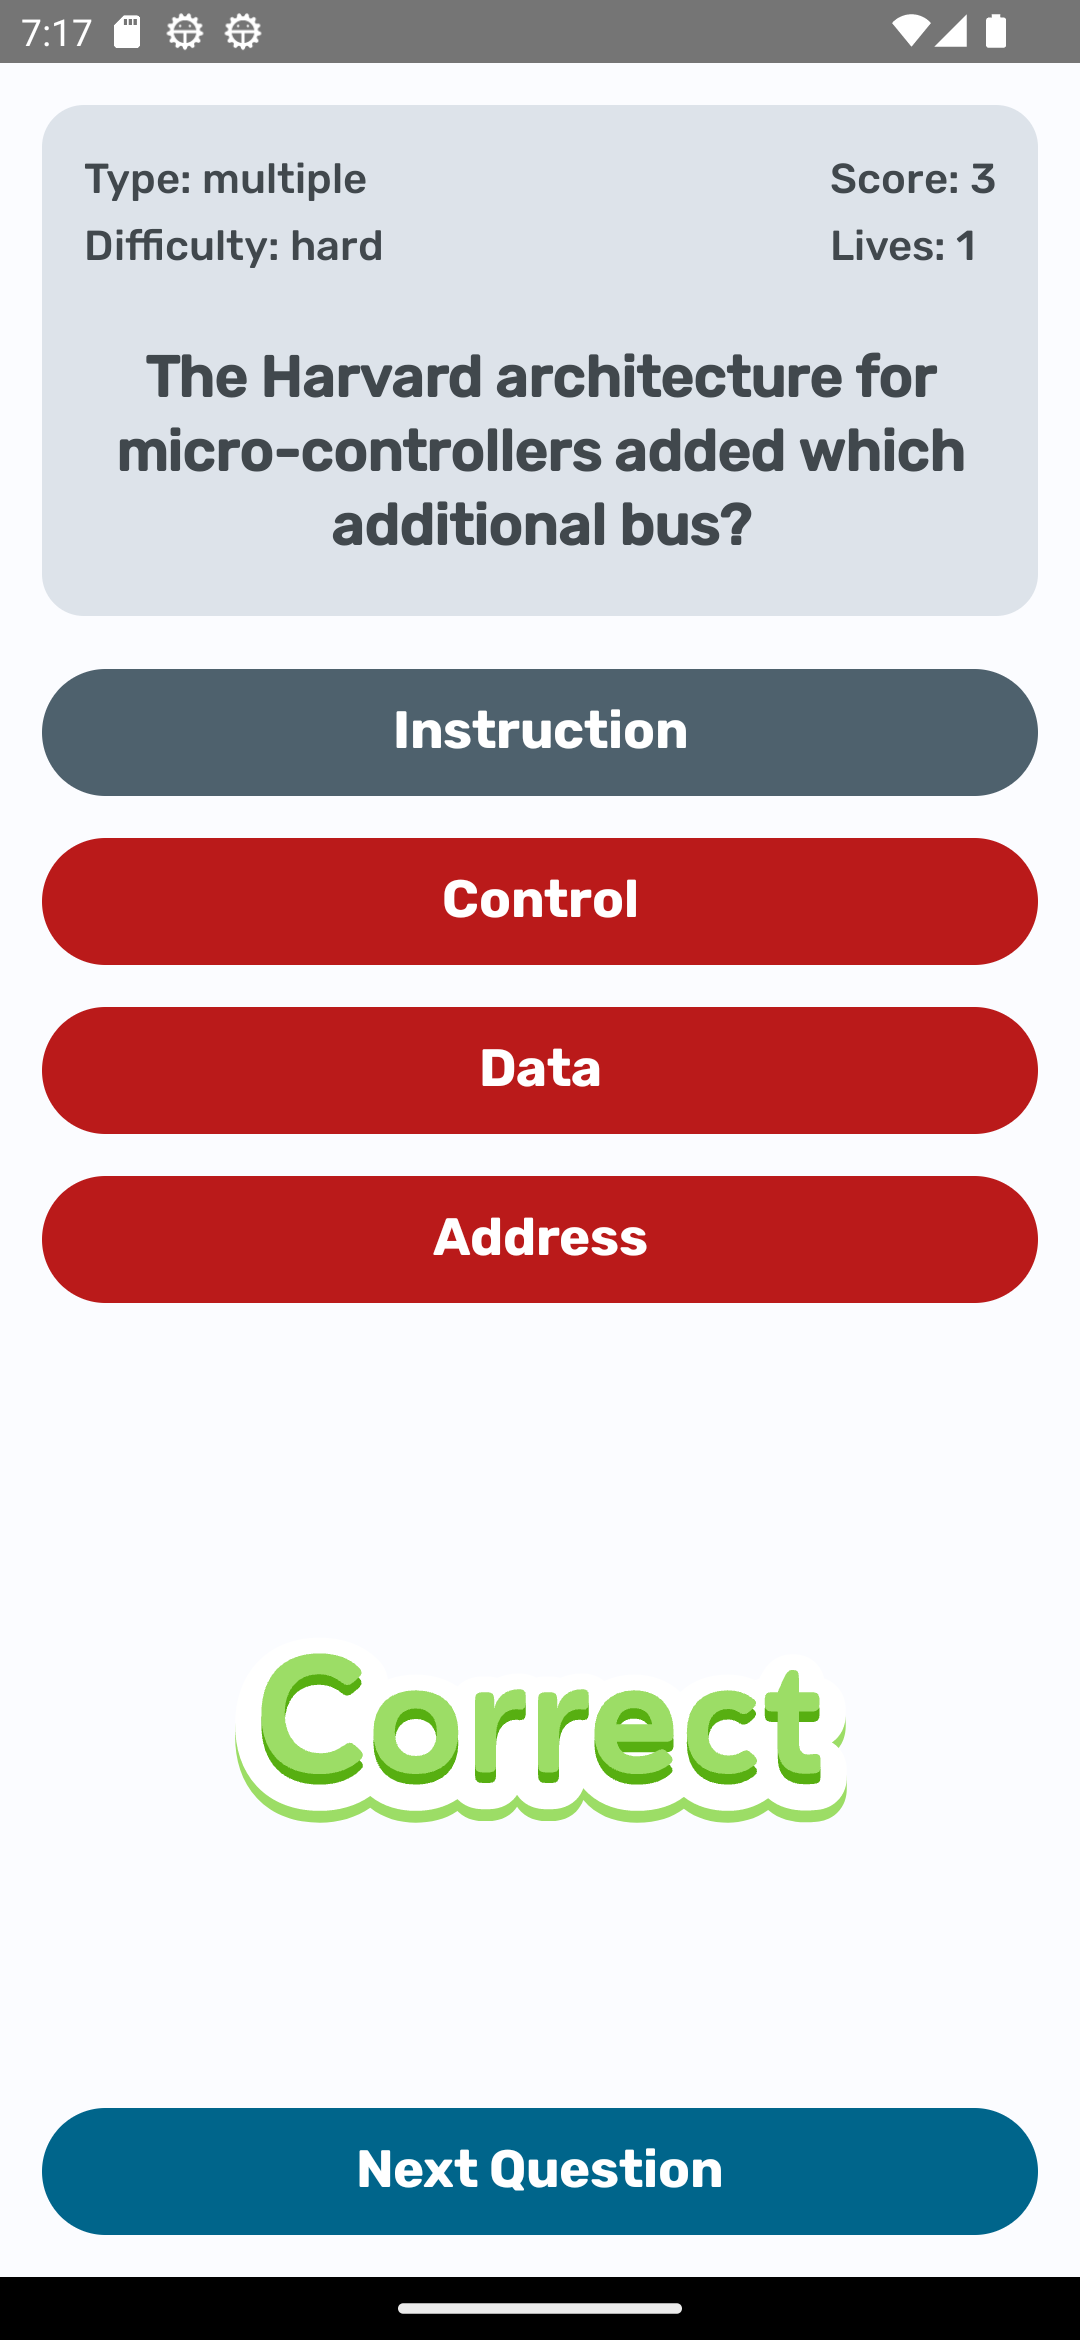 7:17
Type: multiple
Score: 3
Difficulty: hard
Lives: 1
The Harvard architecture for
micro-controllers added which
additional bus?
Instruction
Control
Data
Address
Correct
Next Question